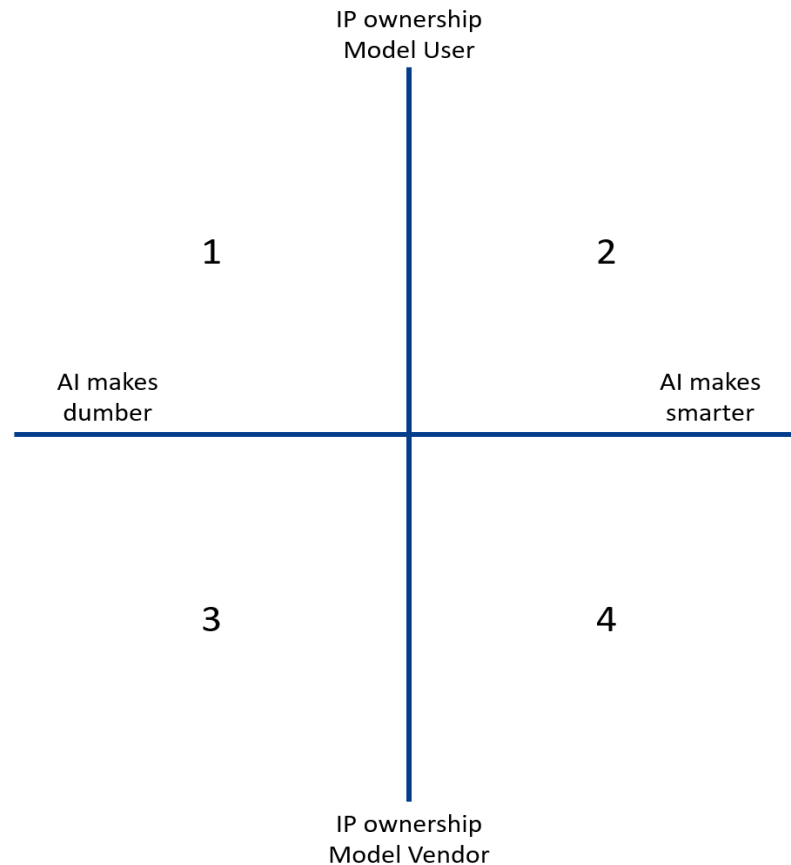 IP ownership
Model User
1
2
AI makes
dumber
AI makes
smarter
3
4
IP ownership
Model Vendor